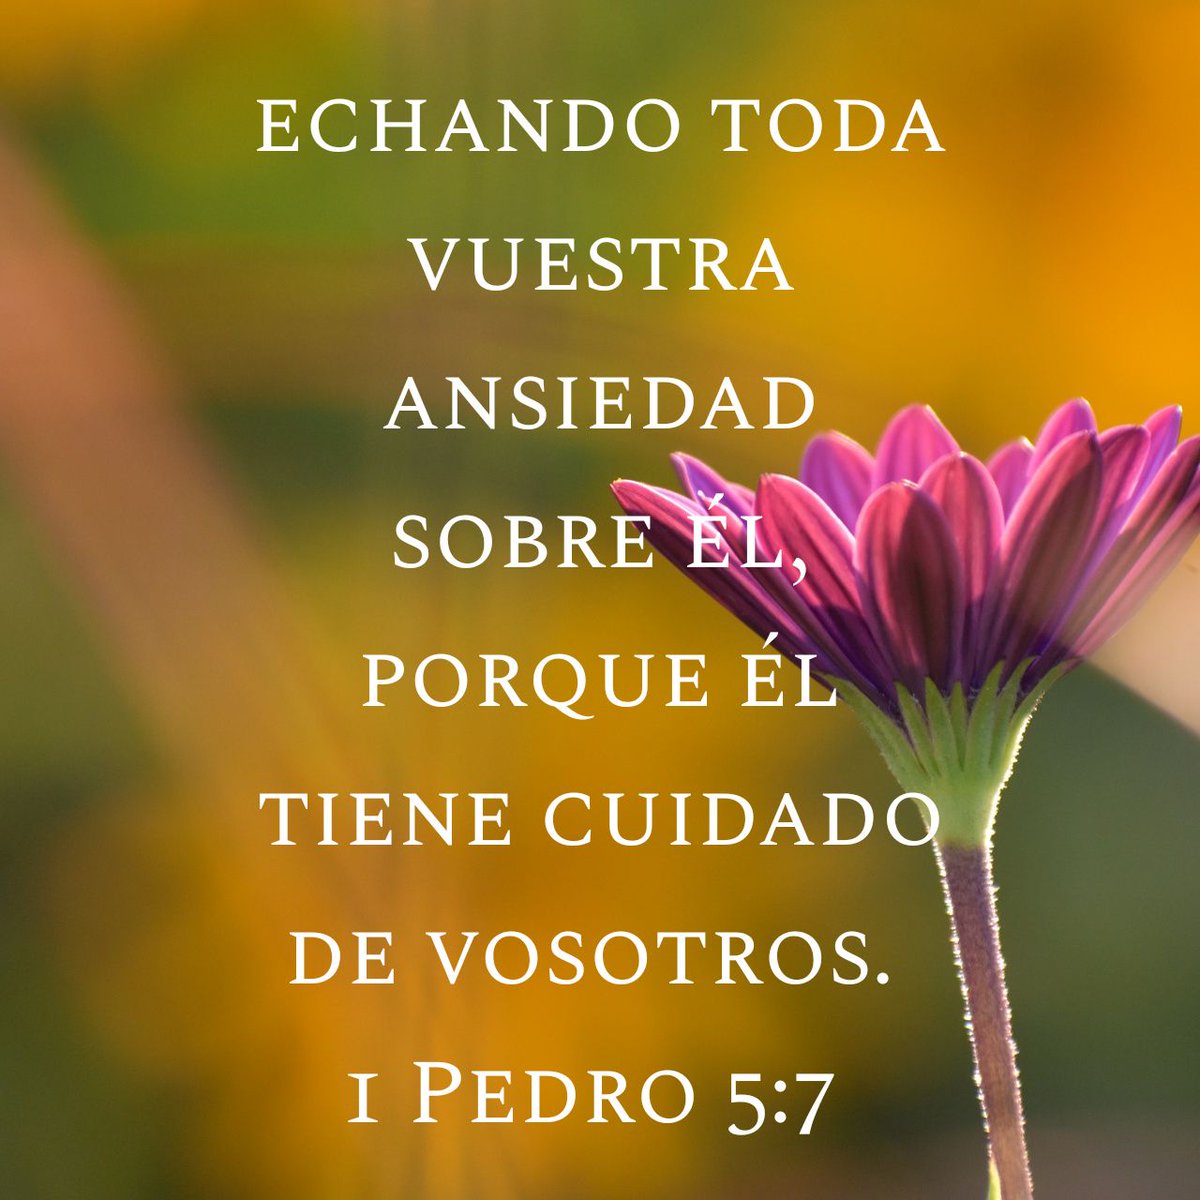 ECHANDO TODA
VUESTRA
ANSIEDAD
SOBRE ÉL,
PORQUE ÉL
TIENE CUIDADO
DE VOSOTROS.
1 PEDRO 5:7